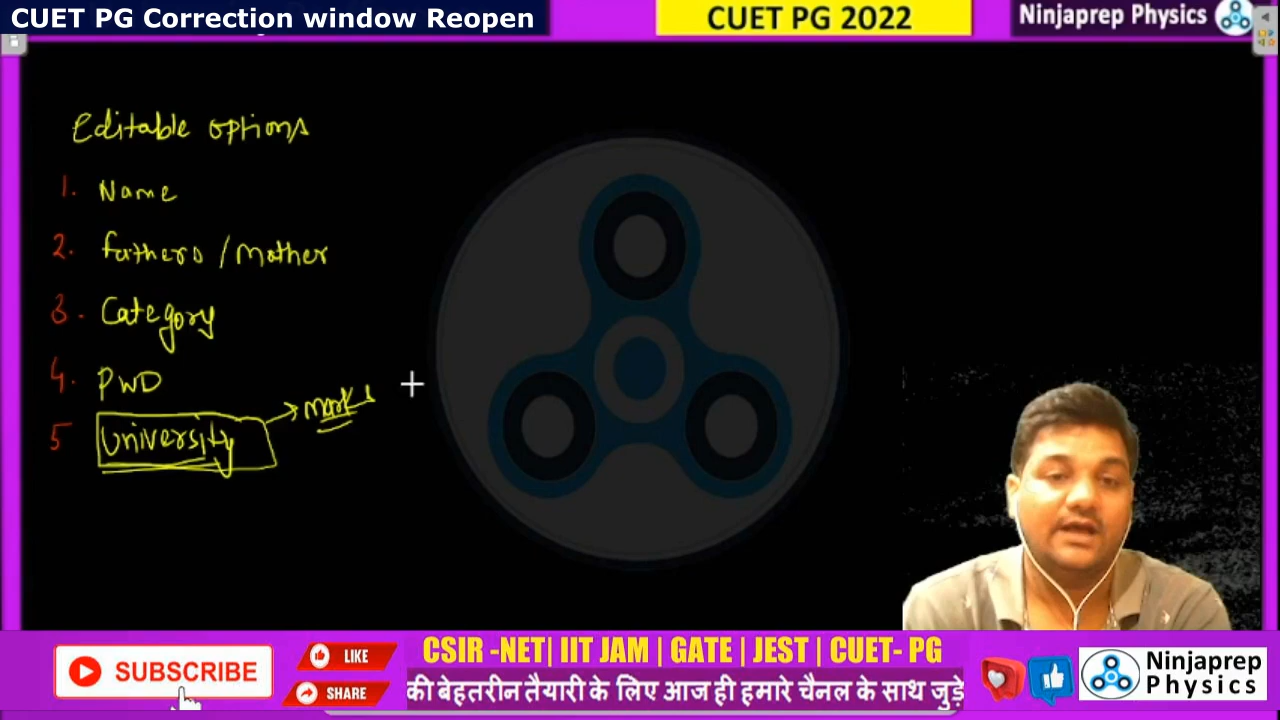 CUET PG Correction window Reopen
CUET PG 2022
Ninjaprep Physics
Editable options
1. Name
2. fathers / Mother
3. Category
4. PWD
5 University → marks
SUBSCRIBE
LIKE
SHARE
CSIR -NET| IIT JAM | GATE | JEST | CUET- PG
की बेहतरीन तैयारी के लिए आज ही हमारे चैनल के साथ जुड़े
Ninjaprep
Physics